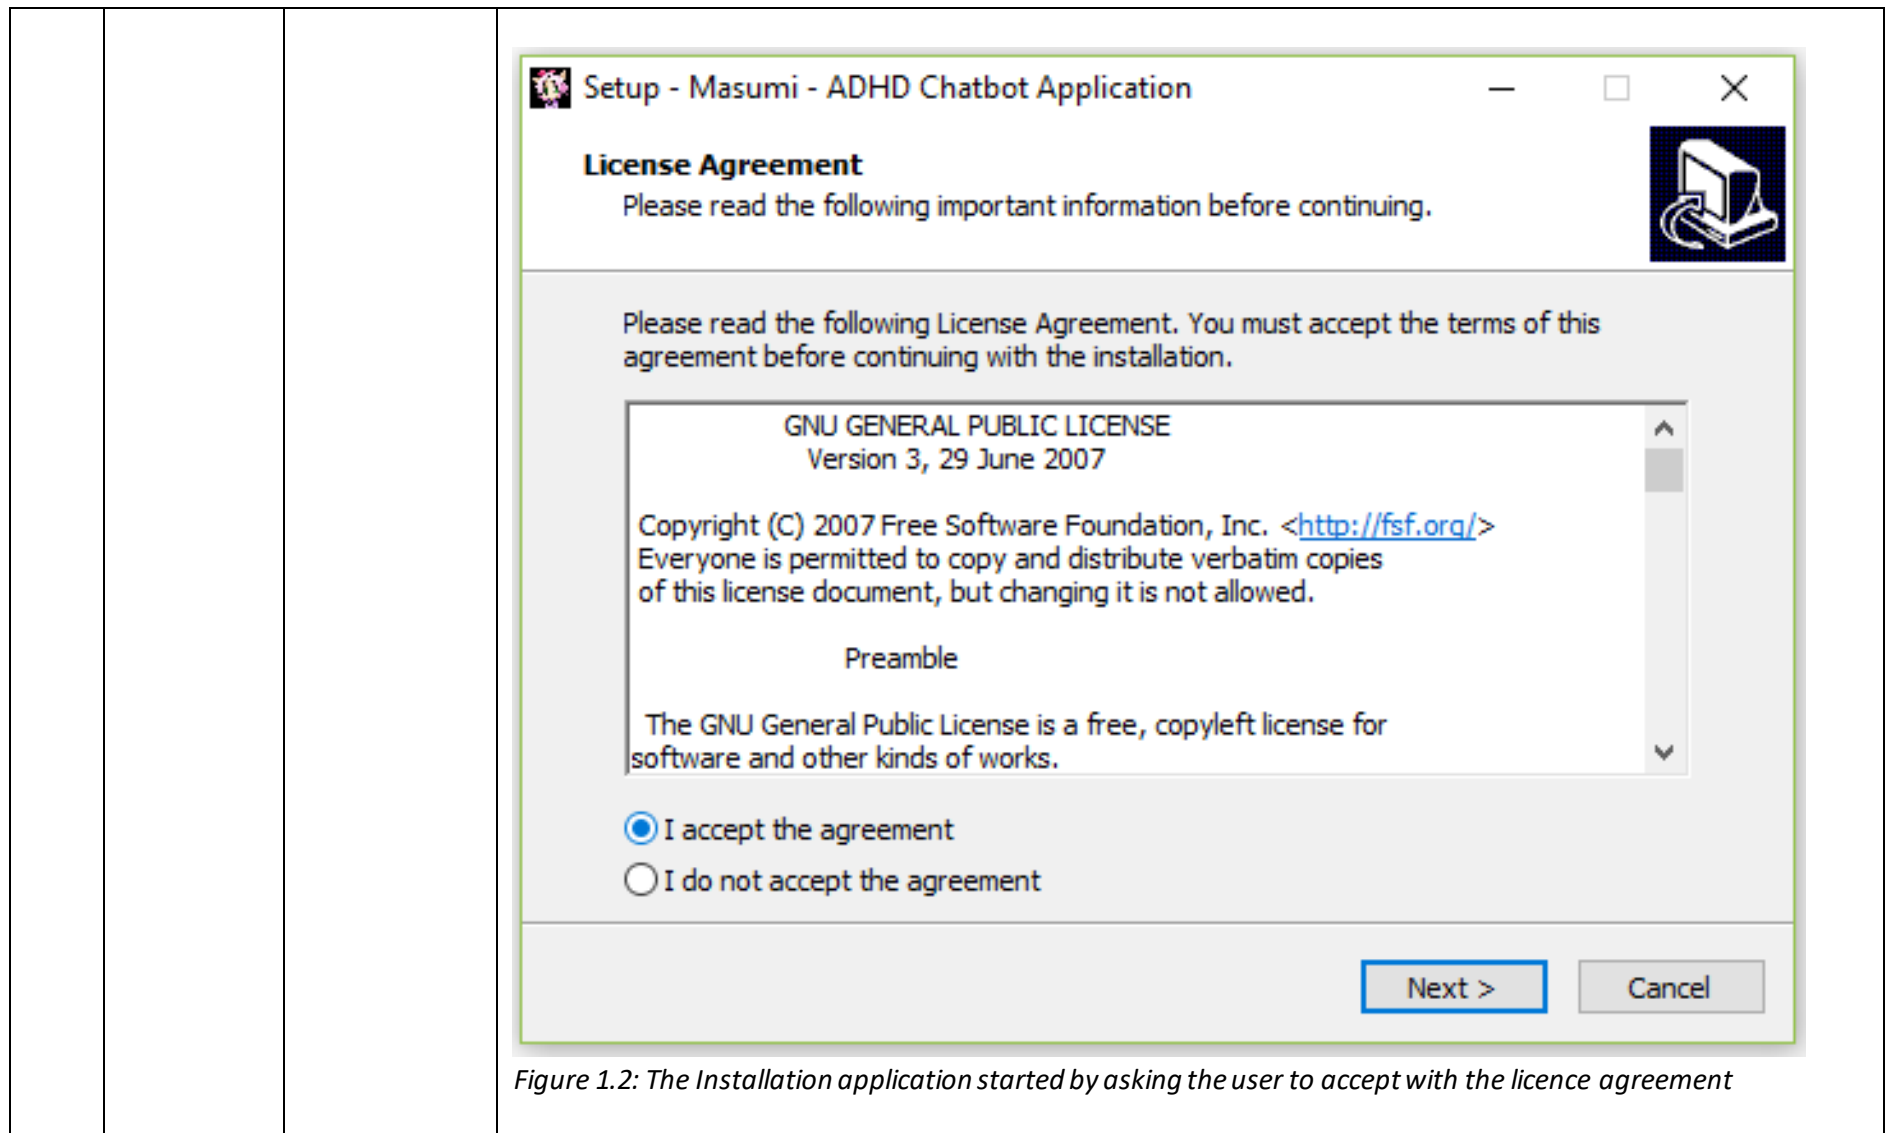 Setup - Masumi - ADHD Chatbot Application
License Agreement
Please read the following important information before continuing.
Please read the following License Agreement. You must accept the terms of this
agreement before continuing with the installation.
GNU GENERAL PUBLIC LICENSE
Version 3, 29 June 2007
Copyright (C) 2007 Free Software Foundation, Inc. <http://fsf.org/>
Everyone is permitted to copy and distribute verbatim copies
of this license document, but changing it is not allowed.
Preamble
The GNU General Public License is a free, copyleft license for
software and other kinds of works.
I accept the agreement
I do not accept the agreement
Next >
Cancel
Figure 1.2: The Installation application started by asking the user to accept with the licence agreement